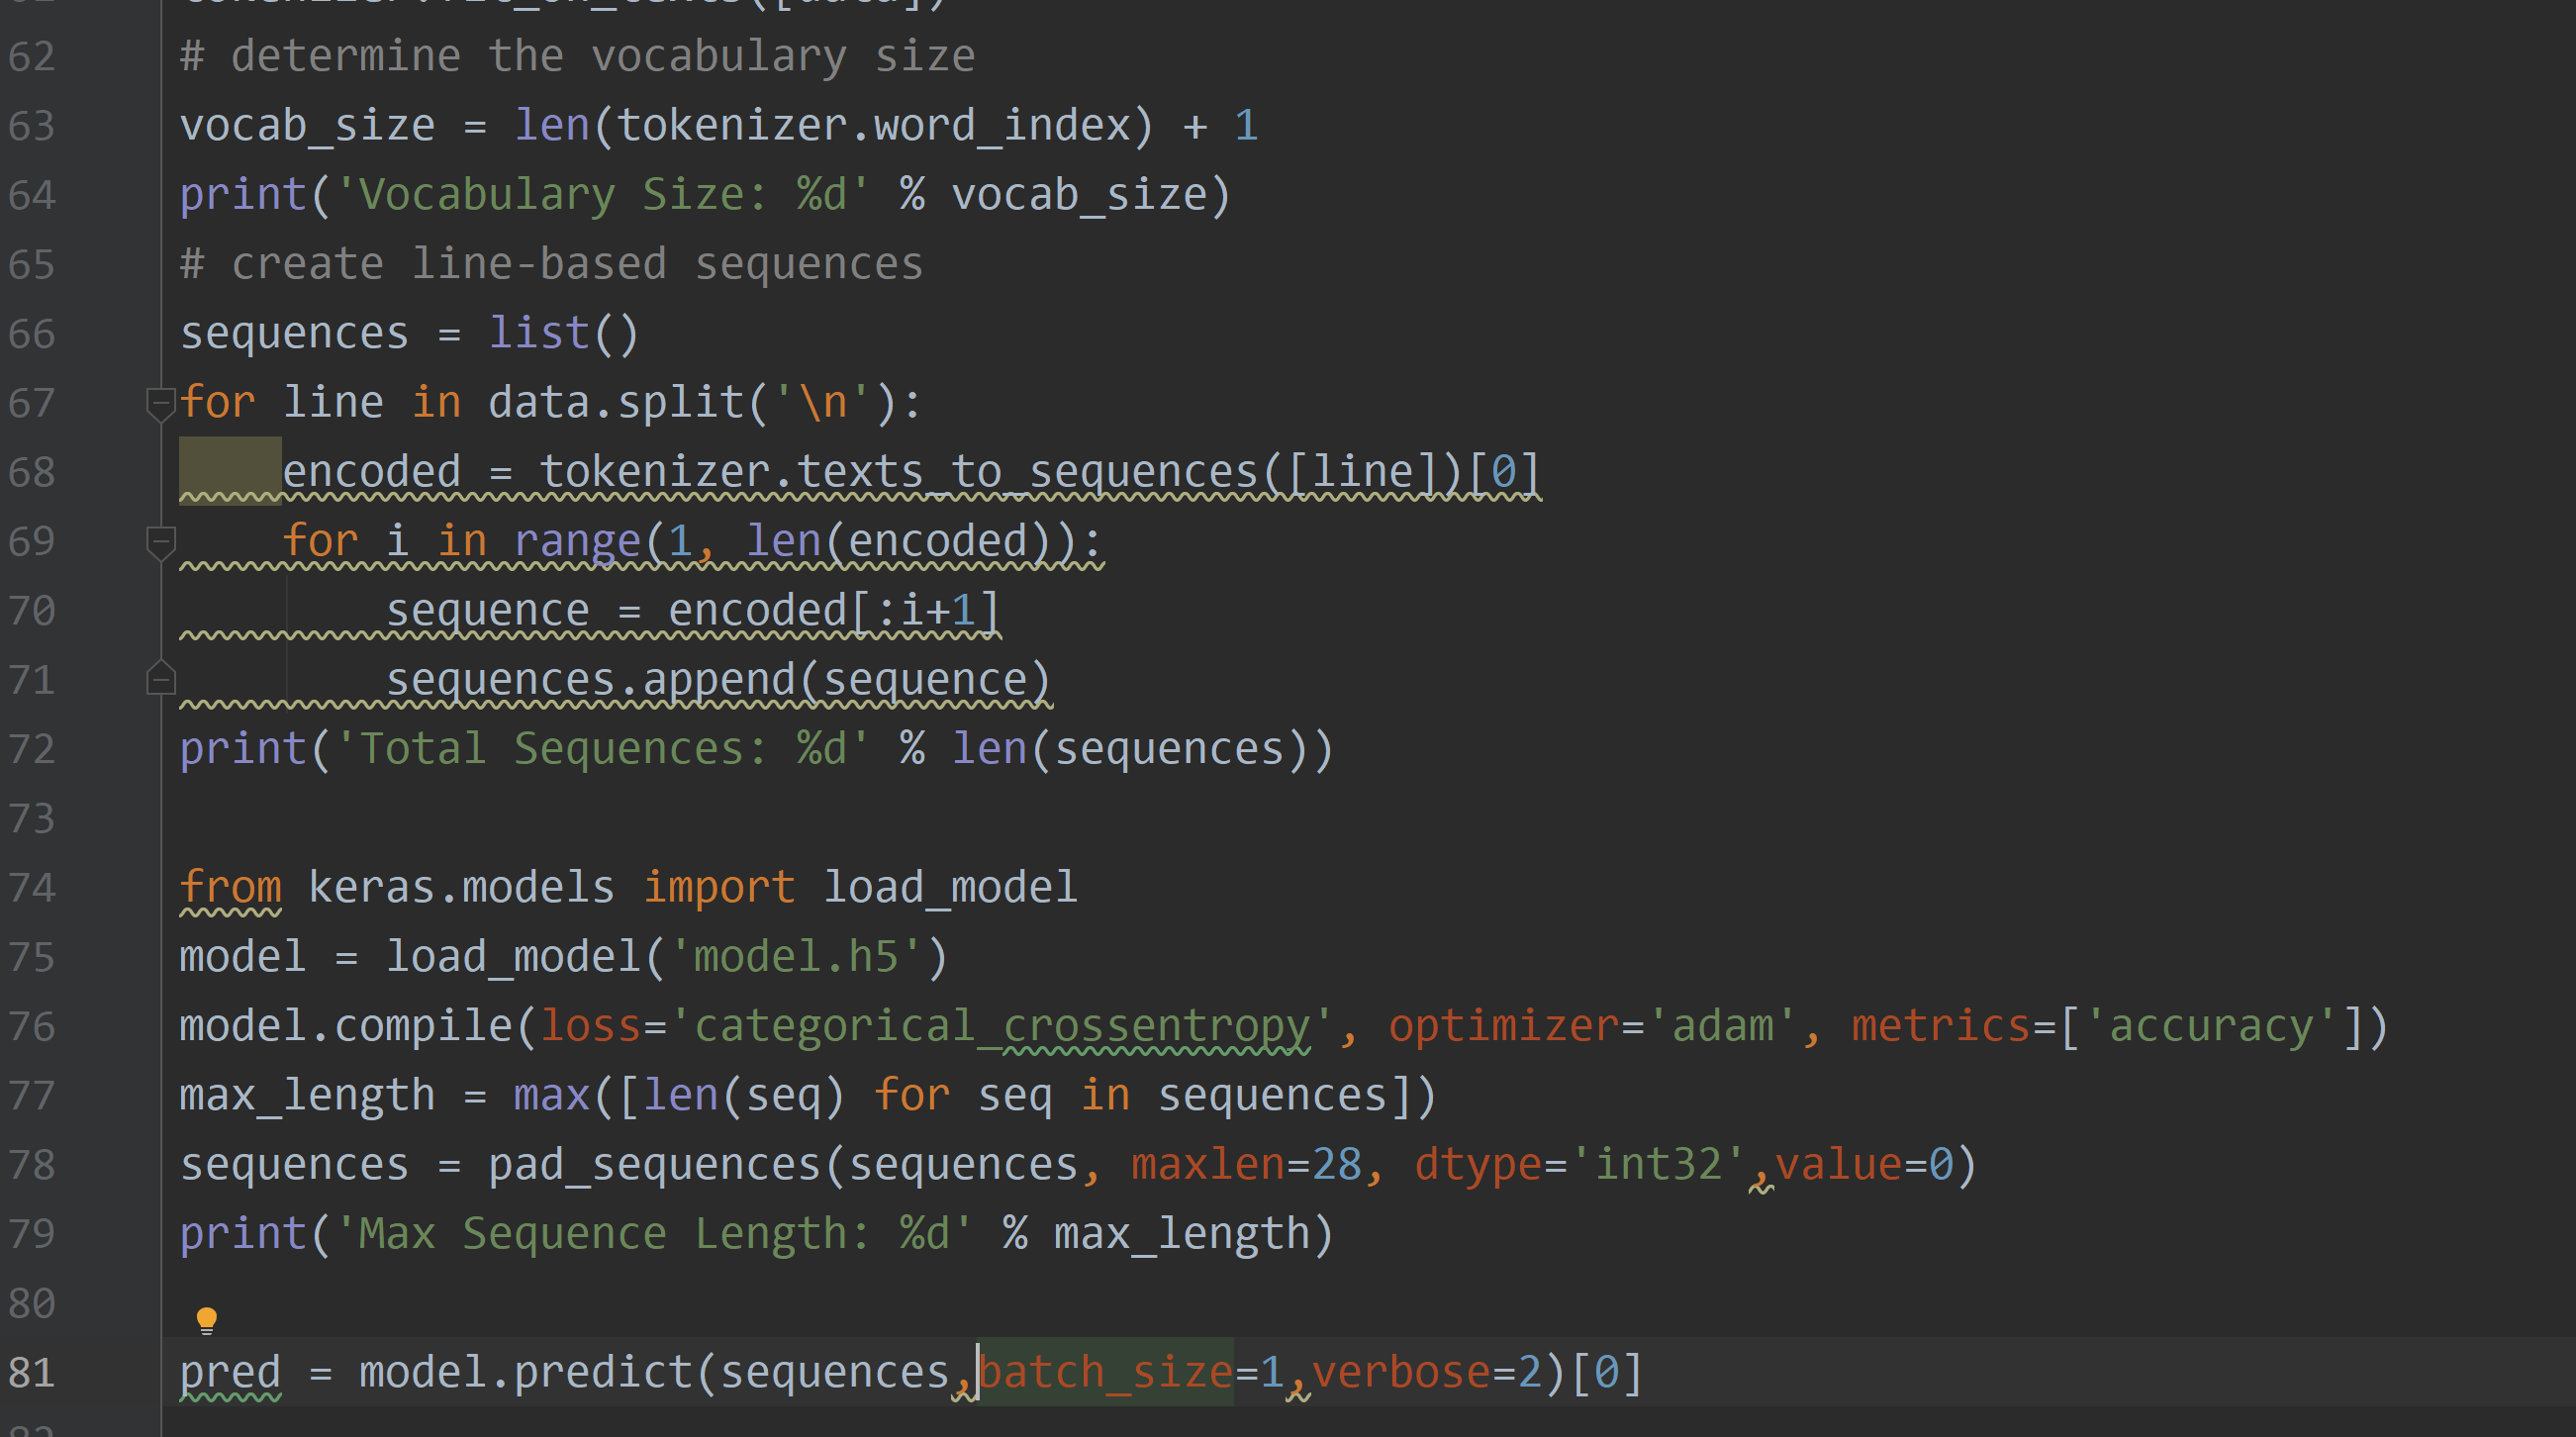 tokenizer.fit_on_texts([data])
62 # determine the vocabulary size
63 vocab_size = len(tokenizer.word_index) + 1
64 print('Vocabulary Size: %d' % vocab_size)
65 # create line-based sequences
66 sequences = list()
67 for line in data.split('\n'):
68     encoded = tokenizer.texts_to_sequences([line])[0]
69     for i in range(1, len(encoded)):
70         sequence = encoded[:i+1]
71         sequences.append(sequence)
72 print('Total Sequences: %d' % len(sequences))
73
74 from keras.models import load_model
75 model = load_model('model.h5')
76 model.compile(loss='categorical_crossentropy', optimizer='adam', metrics=['accuracy'])
77 max_length = max([len(seq) for seq in sequences])
78 sequences = pad_sequences(sequences, maxlen=28, dtype='int32',value=0)
79 print('Max Sequence Length: %d' % max_length)
80
81 pred = model.predict(sequences,batch_size=1,verbose=2)[0]
82